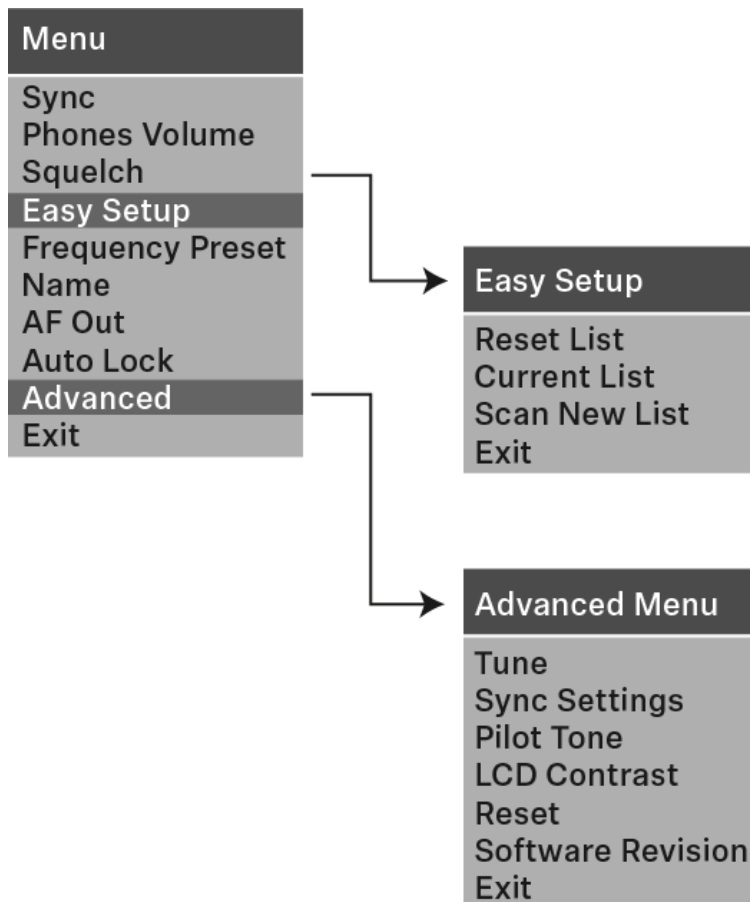 Menu
Sync
Phones Volume
Squelch
Easy Setup
Frequency Preset
Name
AF Out
Auto Lock
Advanced
Exit
Easy Setup
Reset List
Current List
Scan New List
Exit
Advanced Menu
Tune
Sync Settings
Pilot Tone
LCD Contrast
Reset
Software Revision
Exit